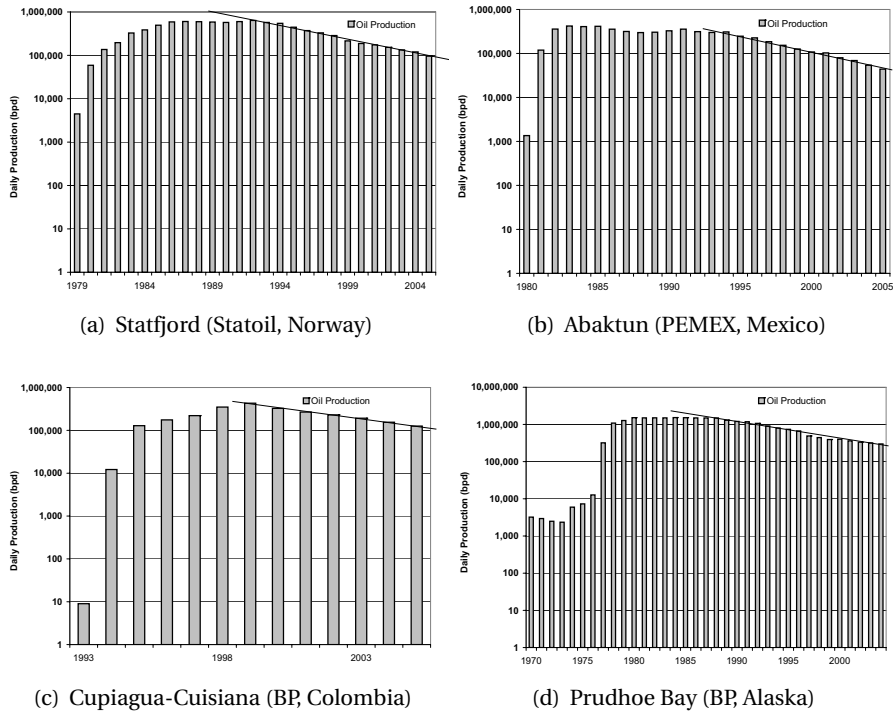 1,000,000
Oil Production
100,000
10,000
1,000
100
10
1
Daily Production (bpd)
1979 1984 1989 1994 1999 2004
(a) Statfjord (Statoil, Norway)
1,000,000
Oil Production
100,000
10,000
1,000
100
10
1
Daily Production (bpd)
1980 1985 1990 1995 2000 2005
(b) Abaktun (PEMEX, Mexico)
1,000,000
Oil Production
100,000
10,000
1,000
100
10
1
Daily Production (bpd)
1993 1998 2003
(c) Cupiagua-Cuisiana (BP, Colombia)
10,000,000
Oil Production
1,000,000
100,000
10,000
1,000
100
10
1
Daily Production (bpd)
1970 1975 1980 1985 1990 1995 2000
(d) Prudhoe Bay (BP, Alaska)